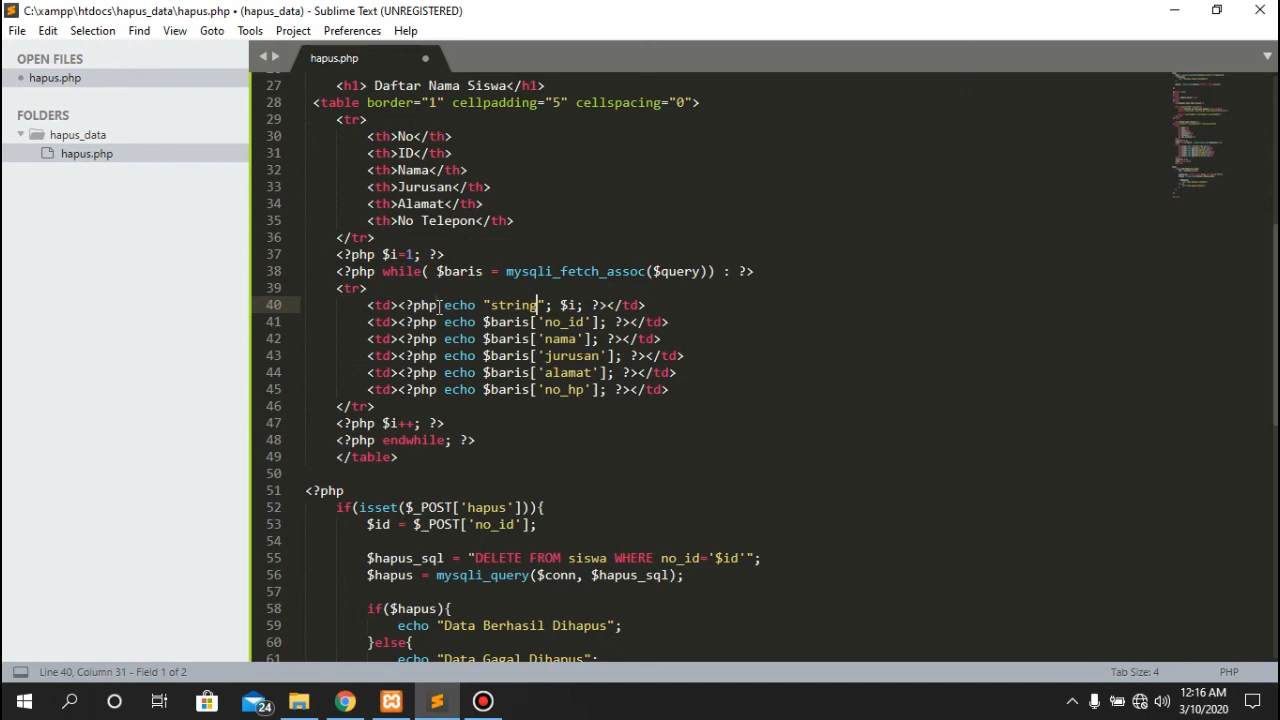 C:\xampp\htdocs\hapus_data\hapus.php • (hapus_data) - Sublime Text (UNREGISTERED)
File Edit Selection Find View Goto Tools Project Preferences Help
OPEN FILES
hapus.php
FOLDERS
hapus_data
hapus.php
hapus.php
27 <h1> Daftar Nama Siswa</h1>
28 <table border="1" cellpadding="5" cellspacing="0">
29 <tr>
30 <th>No</th>
31 <th>ID</th>
32 <th>Nama</th>
33 <th>Jurusan</th>
34 <th>Alamat</th>
35 <th>No Telepon</th>
36 </tr>
37 <?php $i=1; ?>
38 <?php while( $baris = mysqli_fetch_assoc($query)) : ?>
39 <tr>
40 <td><?php echo "string"; $i; ?></td>
41 <td><?php echo $baris['no_id']; ?></td>
42 <td><?php echo $baris['nama']; ?></td>
43 <td><?php echo $baris['jurusan']; ?></td>
44 <td><?php echo $baris['alamat']; ?></td>
45 <td><?php echo $baris['no_hp']; ?></td>
46 </tr>
47 <?php $i++; ?>
48 <?php endwhile; ?>
49 </table>
50
51 <?php
52 if(isset($_POST['hapus'])){
53 $id = $_POST['no_id'];
54
55 $hapus_sql = "DELETE FROM siswa WHERE no_id='$id'";
56 $hapus = mysqli_query($conn, $hapus_sql);
57
58 if($hapus){
59 echo "Data Berhasil Dihapus";
60 }else{
61 echo "Data Gagal Dihapus";
Line 40, Column 31 - Field 1 of 2 Tab Size: 4 PHP
24
12:16 AM
3/10/2020